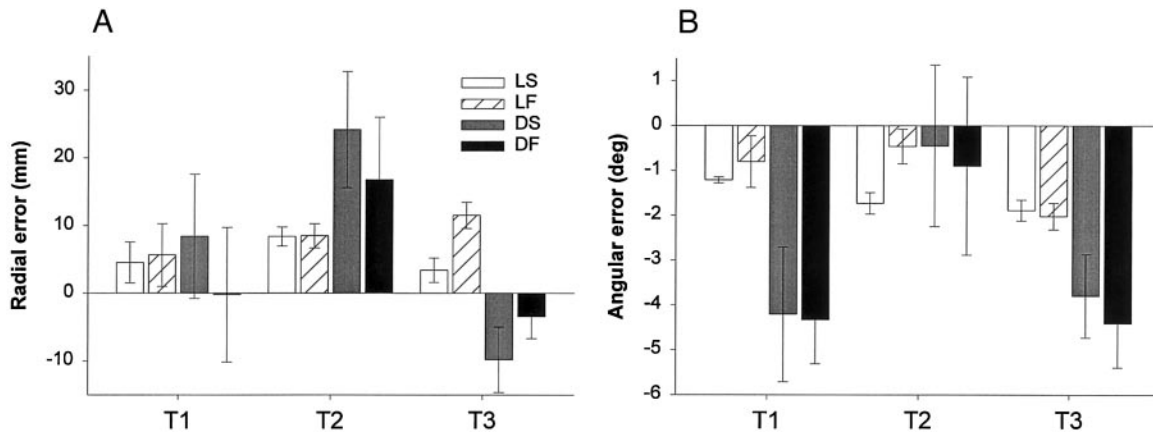 A
Radial error (mm)
30
20
10
0
-10
T1
T2
T3
LS
LF
DS
DF
B
Angular error (deg)
1
0
-1
-2
-3
-4
-5
-6
T1
T2
T3